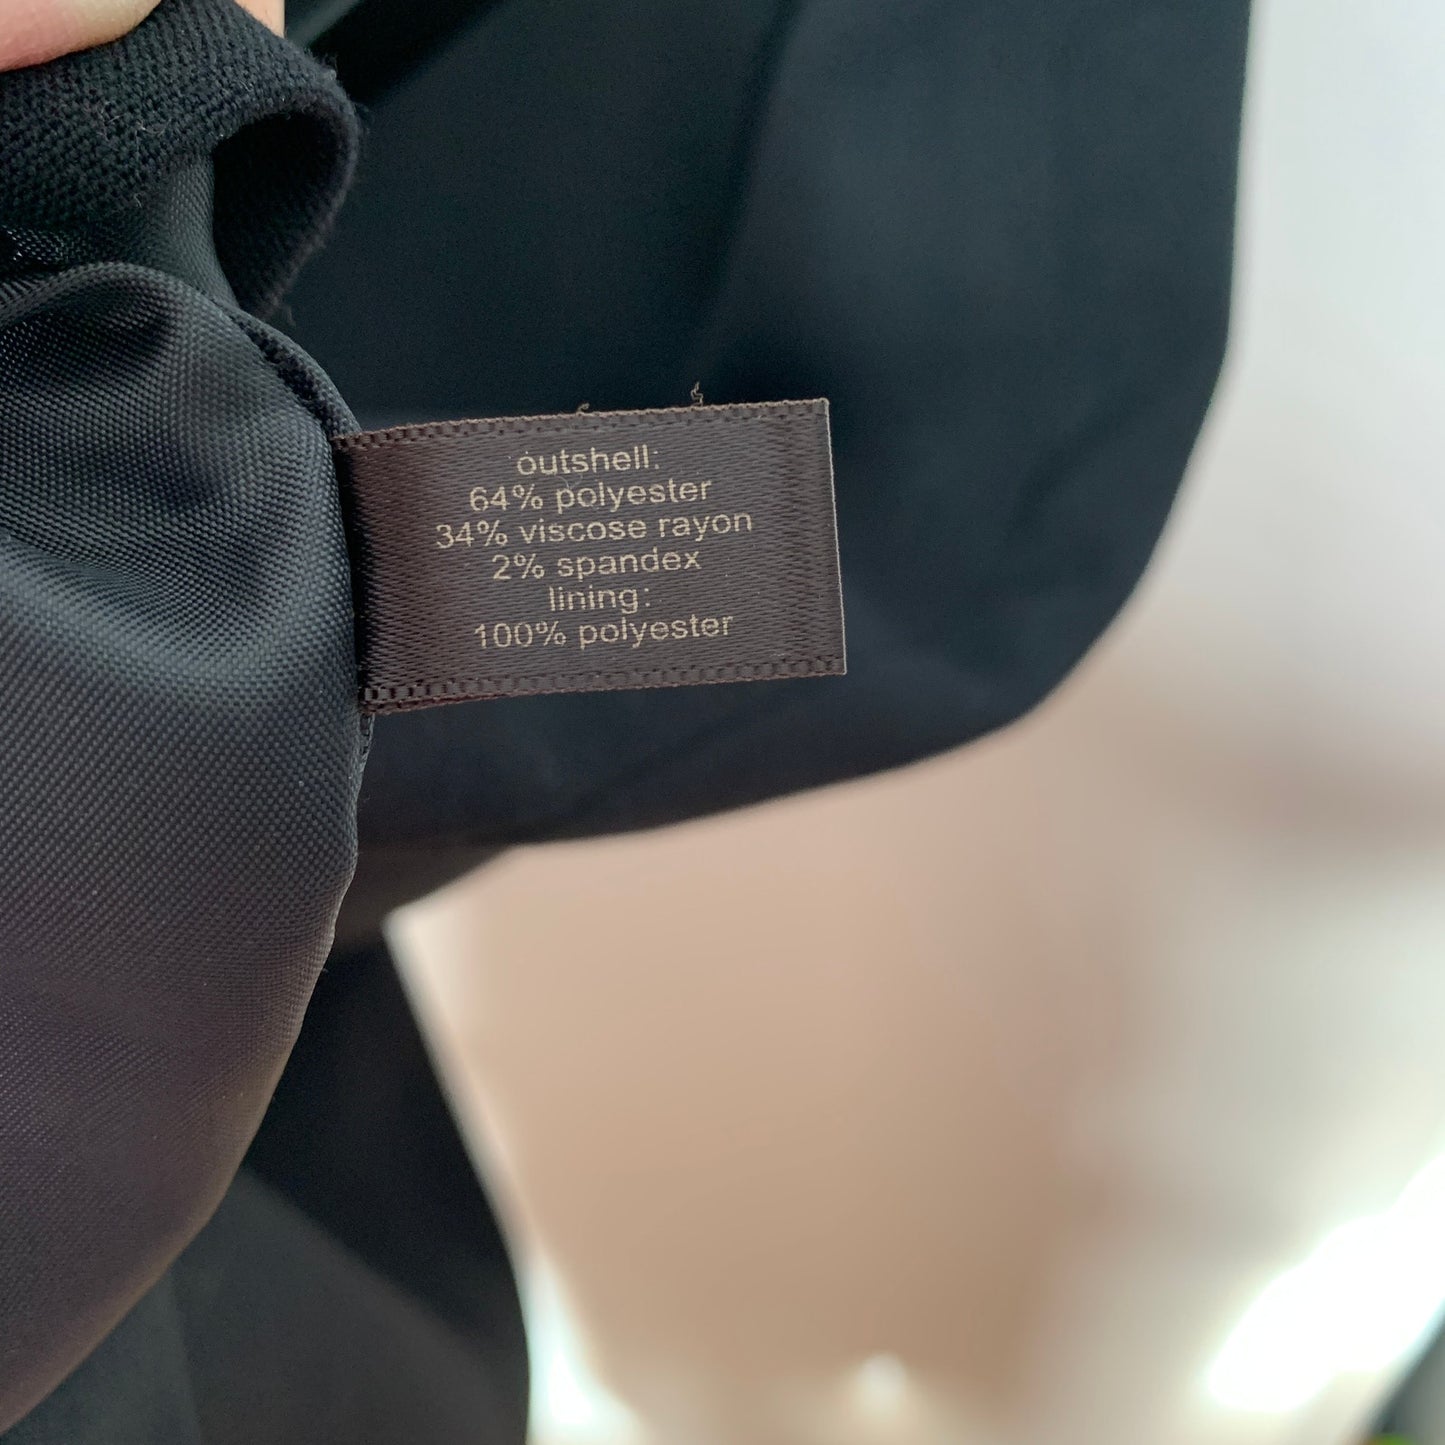 outshell:
64% polyester
34% viscose rayon
2% spandex
lining:
100% polyester